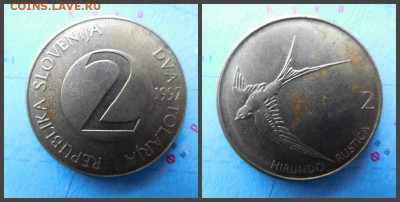 COINS.LAVE.RU
REPUBLIKA SLOVENIJA
DVA TOLARJA
1997
2
2
HIRUNDO RUSTICA